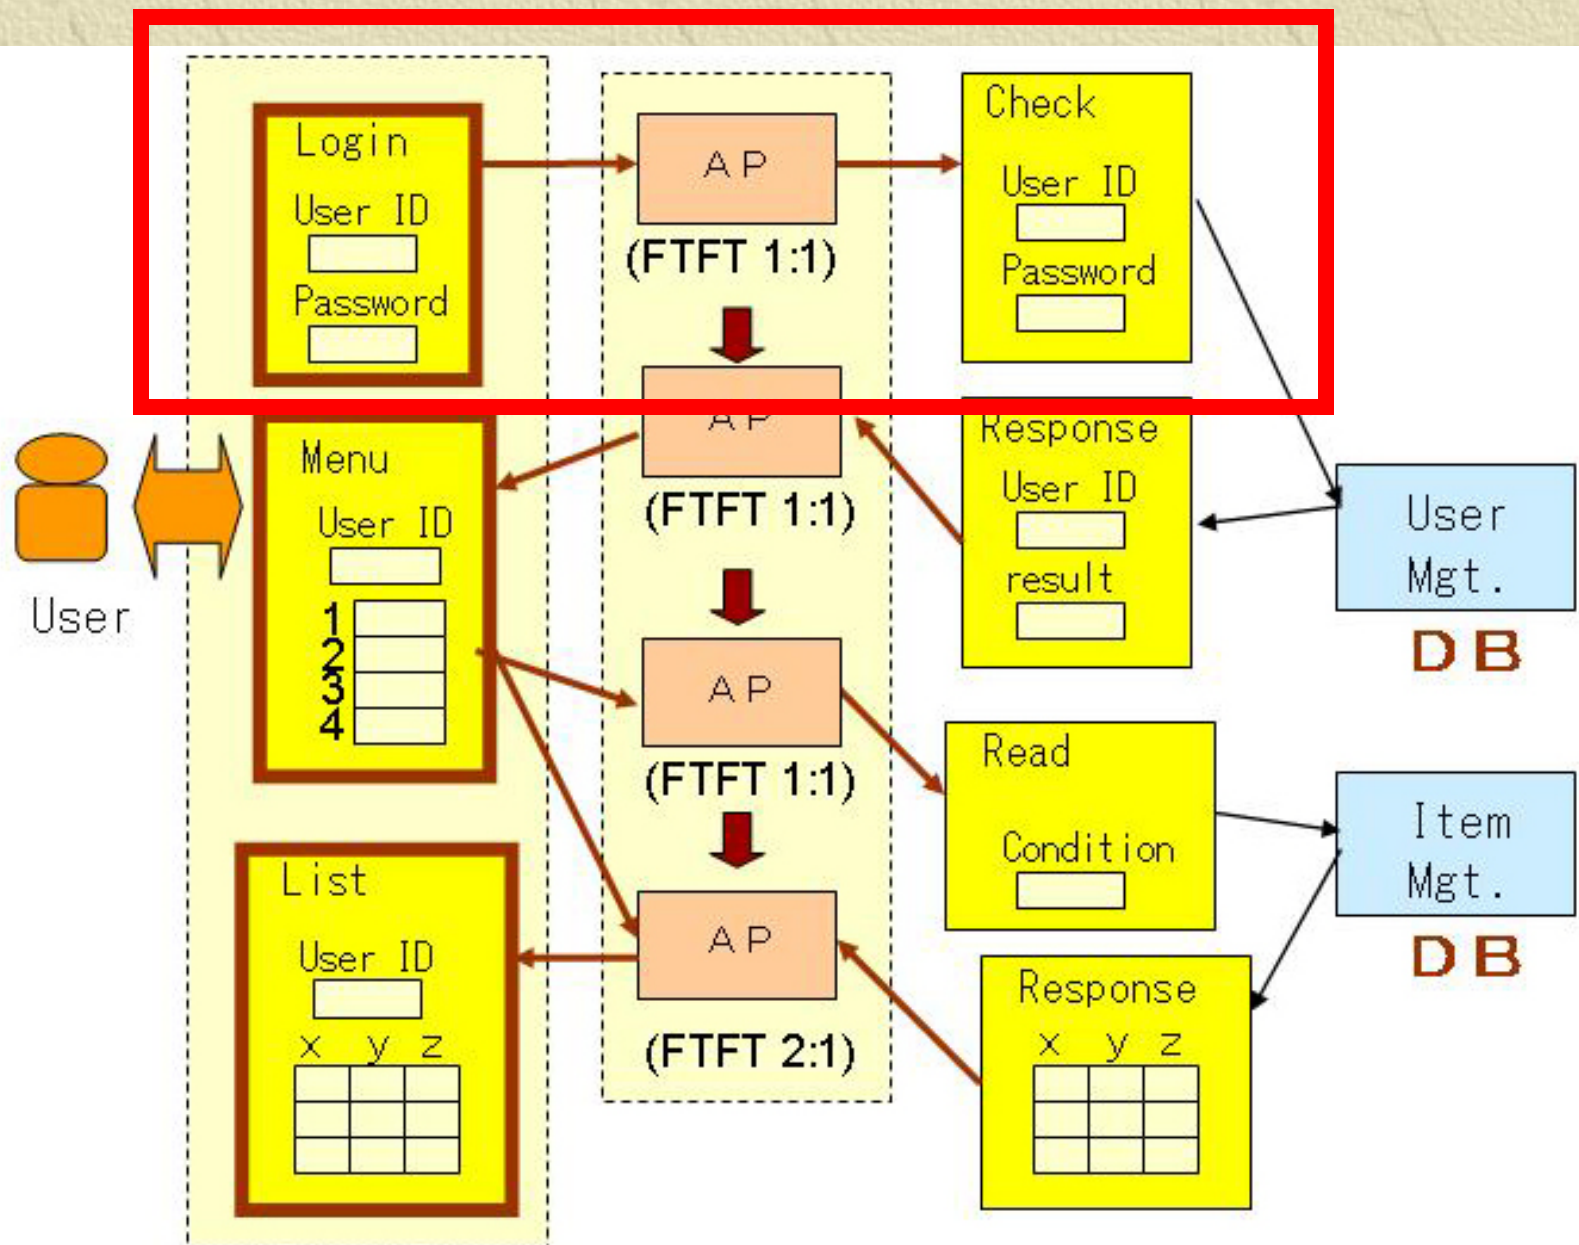 Login
User ID
Password
AP
(FTFT 1:1)
Check
User ID
Password
User
Menu
User ID
1
2
3
4
AP
(FTFT 1:1)
Response
User ID
result
User
Mgt.
DB
AP
(FTFT 1:1)
Read
Condition
Item
Mgt.
DB
List
User ID
x y z
AP
(FTFT 2:1)
Response
x y z